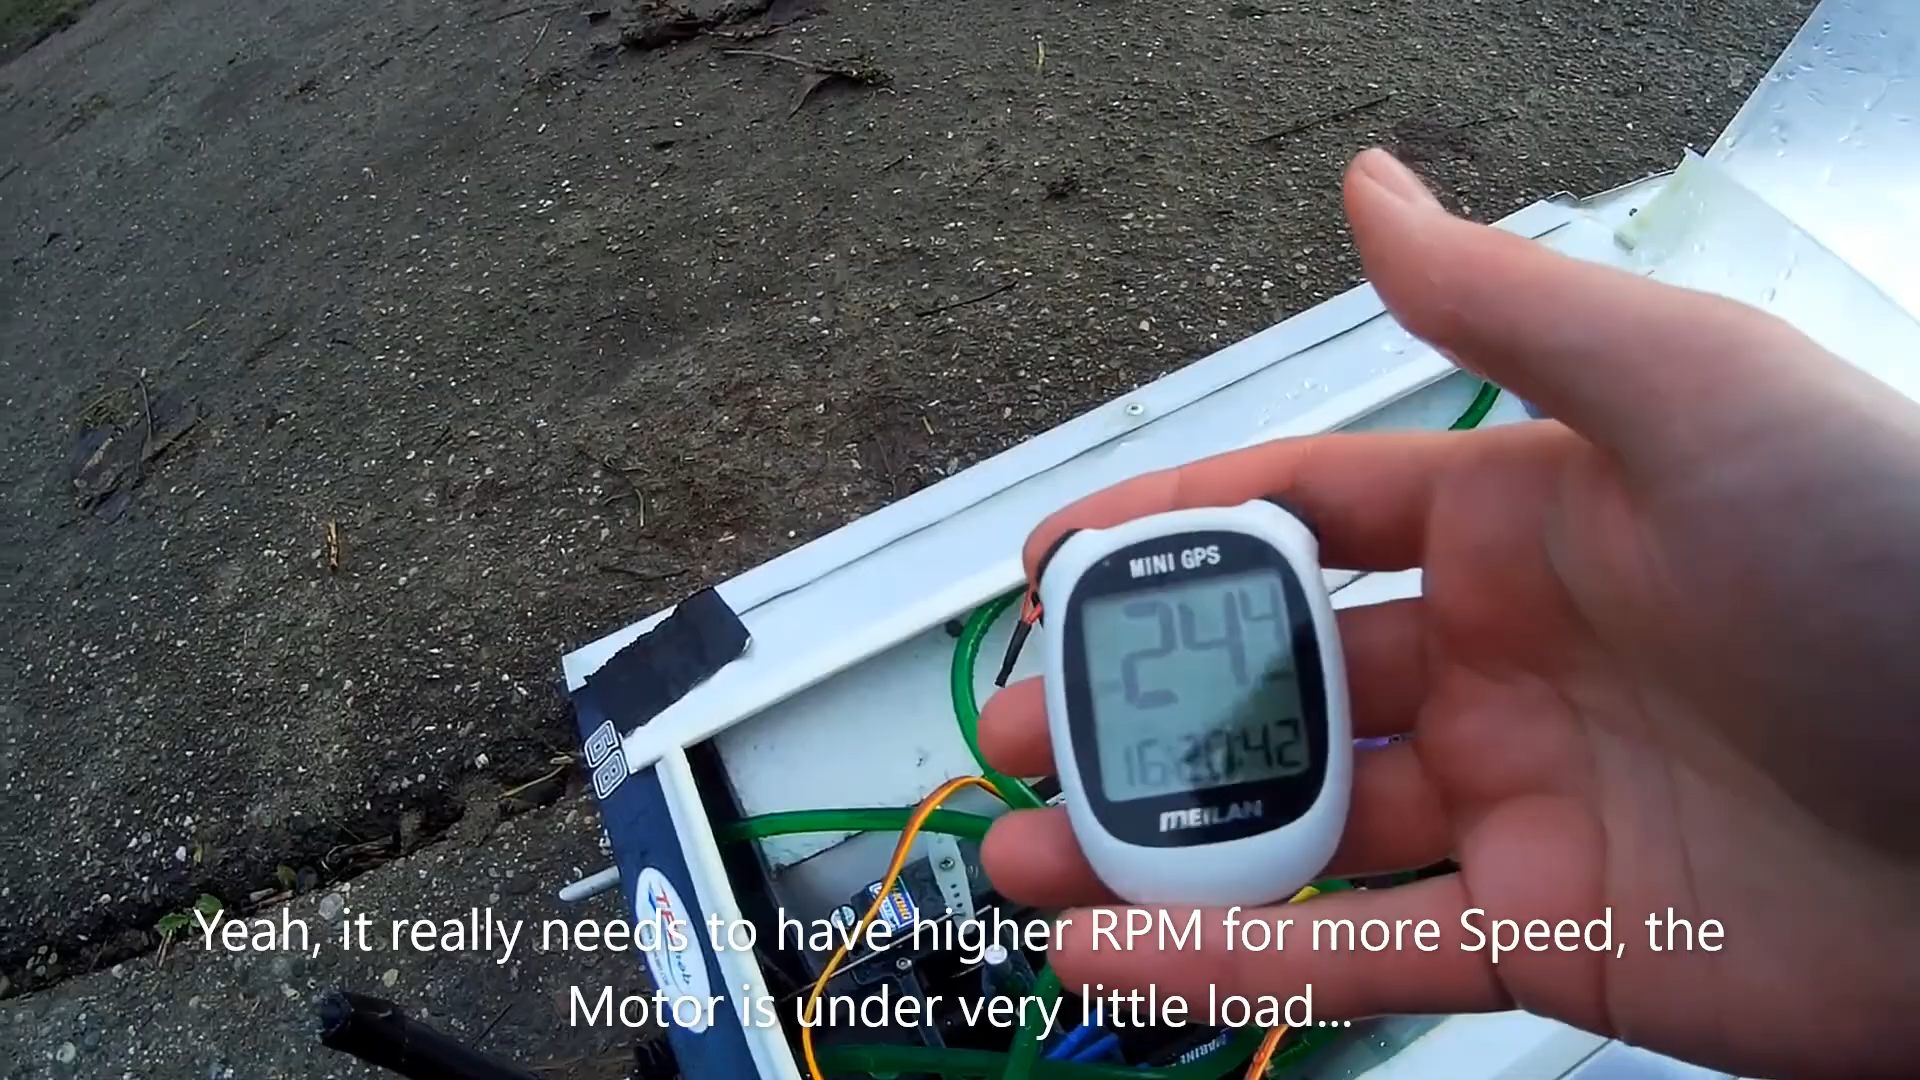 MINI GPS
24.4
16:20:42
MEILAN
68
Yeah, it really needs to have higher RPM for more Speed, the
Motor is under very little load...